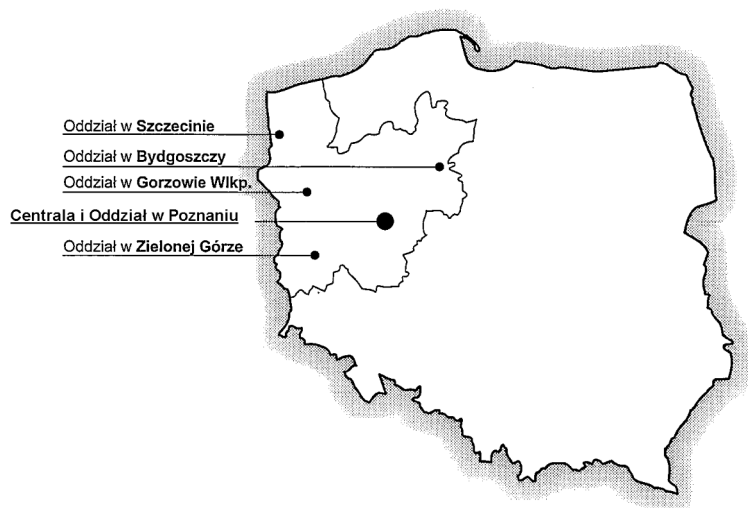 Oddział w Szczecinie
Oddział w Bydgoszczy
Oddział w Gorzowie Wlkp.
Centrala i Oddział w Poznaniu
Oddział w Zielonej Górze